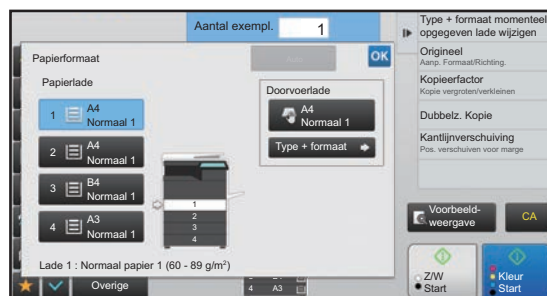 Aantal exempl. 1
Type + formaat momenteel
opgegeven lade wijzigen
Origineel
Aanp. Formaat/Richting.
Kopieerfactor
Kopie vergroten/verkleinen
Dubbelz. Kopie
Kantlijnverschuiving
Pos. verschuiven voor marge
Papierformaat
Auto
OK
Papierlade
1 A4
Normaal 1
2 A4
Normaal 1
3 B4
Normaal 1
4 A3
Normaal 1
1
2
3
4
Doorvoerlade
A4
Normaal 1
Type + formaat
Lade 1 : Normaal papier 1 (60 - 89 g/m²)
Voorbeeld-
weergave
CA
Overige
4 A3
Z/W
Start
Kleur
Start